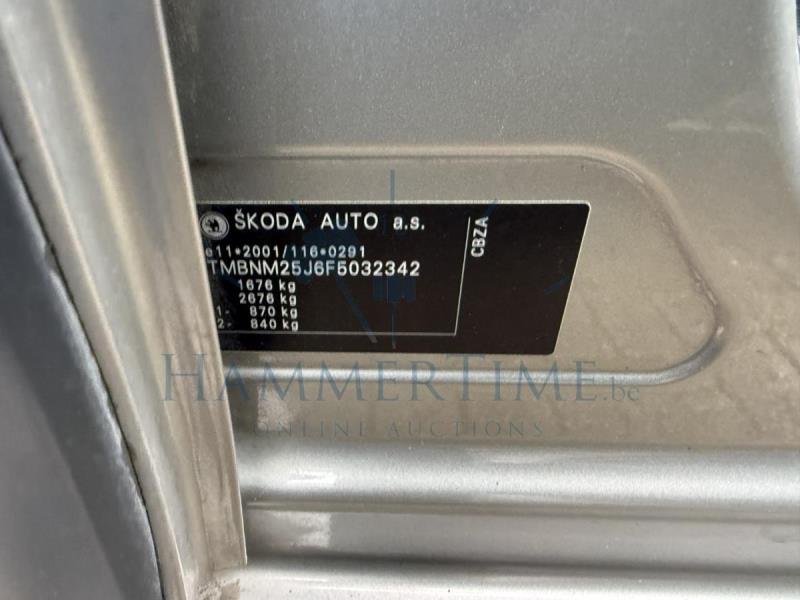 ŠKODA AUTO a.s.
e11*2001/116*0291
TMBNM25J6F5032342
1676 kg
2676 kg
1- 870 kg
2- 840 kg
CBZA
HAMMERTIME.be
ONLINE AUCTIONS